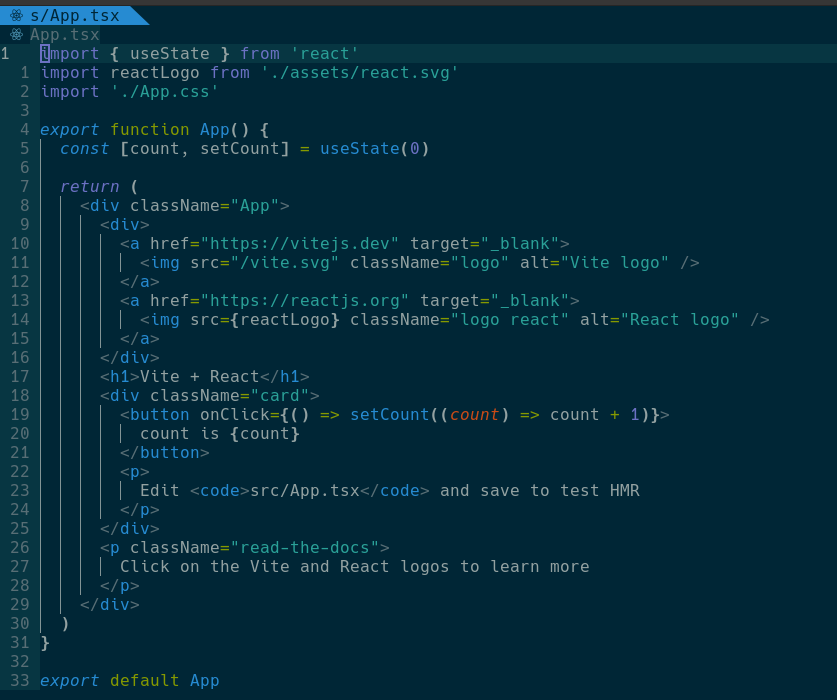 s/App.tsx
App.tsx
1 import { useState } from 'react'
1 import reactLogo from './assets/react.svg'
2 import './App.css'
3
4 export function App() {
5 const [count, setCount] = useState(0)
6
7 return (
8 <div className="App">
9 <div>
10 <a href="https://vitejs.dev" target="_blank">
11 <img src="/vite.svg" className="logo" alt="Vite logo" />
12 </a>
13 <a href="https://reactjs.org" target="_blank">
14 <img src={reactLogo} className="logo react" alt="React logo" />
15 </a>
16 </div>
17 <h1>Vite + React</h1>
18 <div className="card">
19 <button onClick={() => setCount((count) => count + 1)}>
20 count is {count}
21 </button>
22 <p>
23 Edit <code>src/App.tsx</code> and save to test HMR
24 </p>
25 </div>
26 <p className="read-the-docs">
27 Click on the Vite and React logos to learn more
28 </p>
29 </div>
30 )
31 }
32
33 export default App